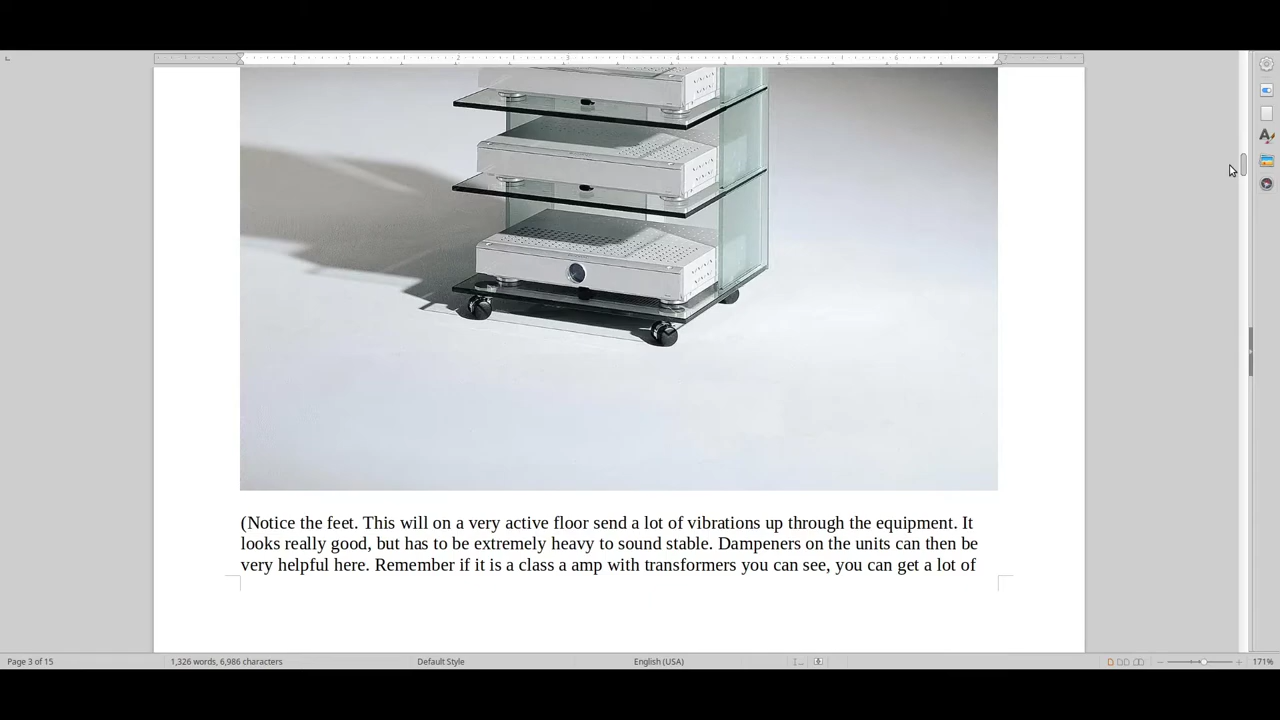 (Notice the feet. This will on a very active floor send a lot of vibrations up through the equipment. It
looks really good, but has to be extremely heavy to sound stable. Dampeners on the units can then be
very helpful here. Remember if it is a class a amp with transformers you can see, you can get a lot of
Page 3 of 15
1,326 words, 6,986 characters
Default Style
English (USA)
171%